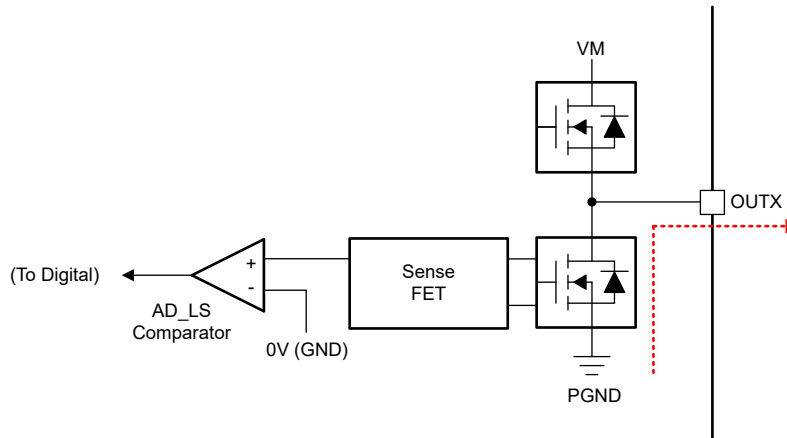 VM
OUTX
+
-
(To Digital)
AD_LS
Comparator
0V (GND)
Sense
FET
PGND